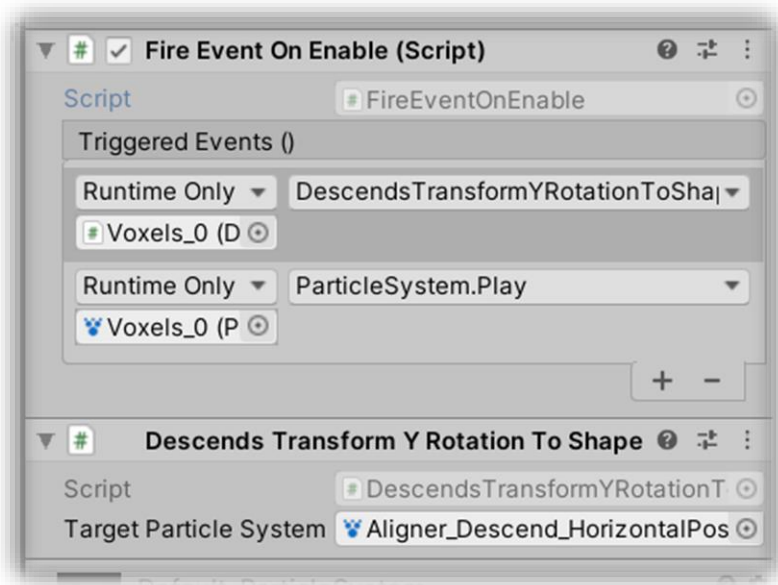 Fire Event On Enable (Script)
Script FireEventOnEnable
Triggered Events ()
Runtime Only DescendsTransformYRotationToSha
Voxels_0 (D
Runtime Only ParticleSystem.Play
Voxels_0 (P
+ −
Descends Transform Y Rotation To Shape
Script DescendsTransformYRotationT
Target Particle System Aligner_Descend_HorizontalPos